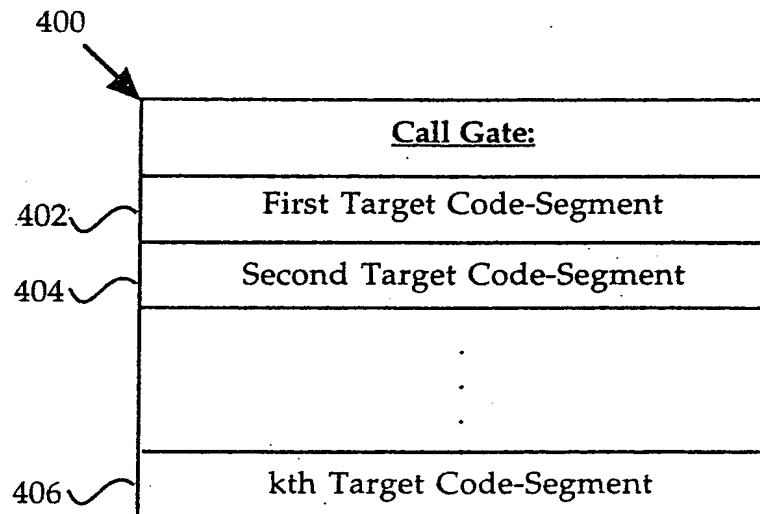 400
Call Gate:
402
First Target Code-Segment
404
Second Target Code-Segment
.
.
.
406
kth Target Code-Segment